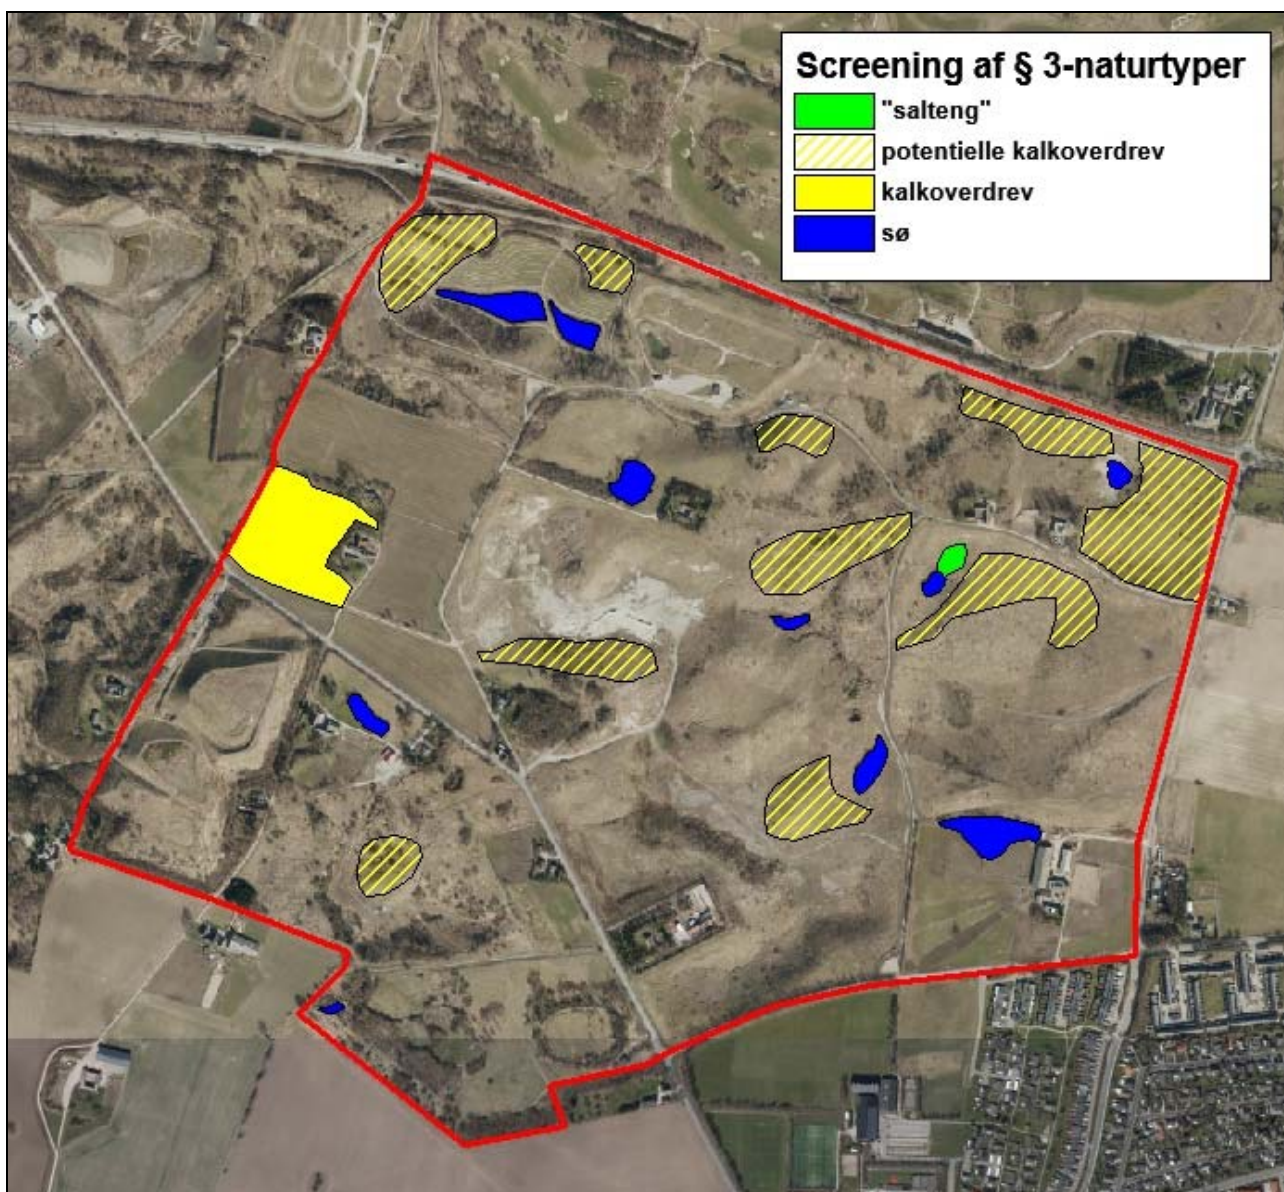 Screening af § 3-naturtyper
"salteng"
potentielle kalkoverdrev
kalkoverdrev
sø